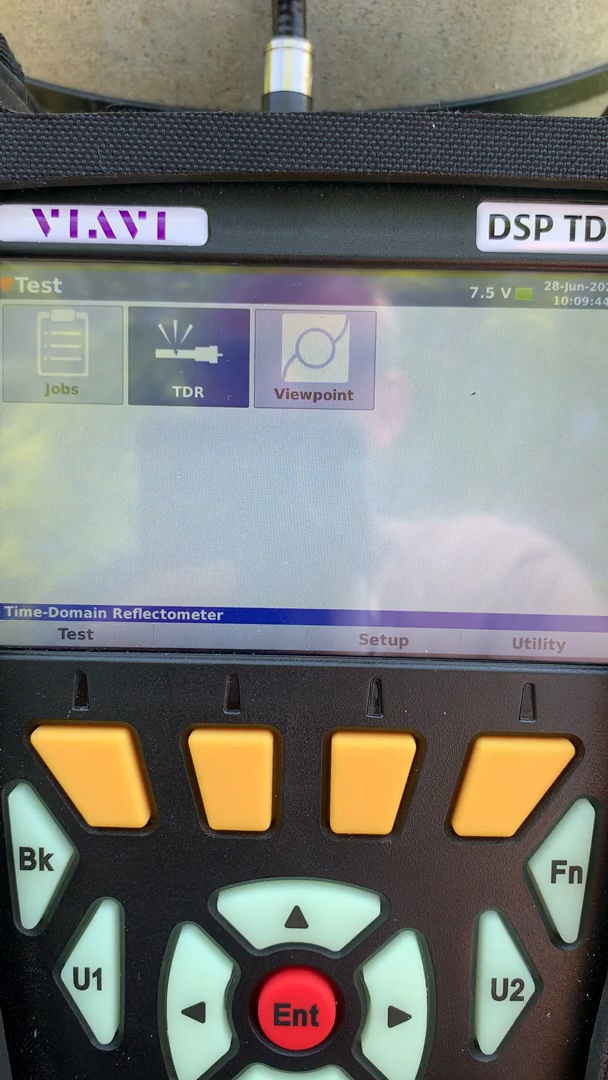 VIAVI
DSP TD
Test
7.5 V
28-Jun-202
10:09:44
Jobs
TDR
Viewpoint
Time-Domain Reflectometer
Test
Setup
Utility
Bk
Fn
U1
U2
Ent